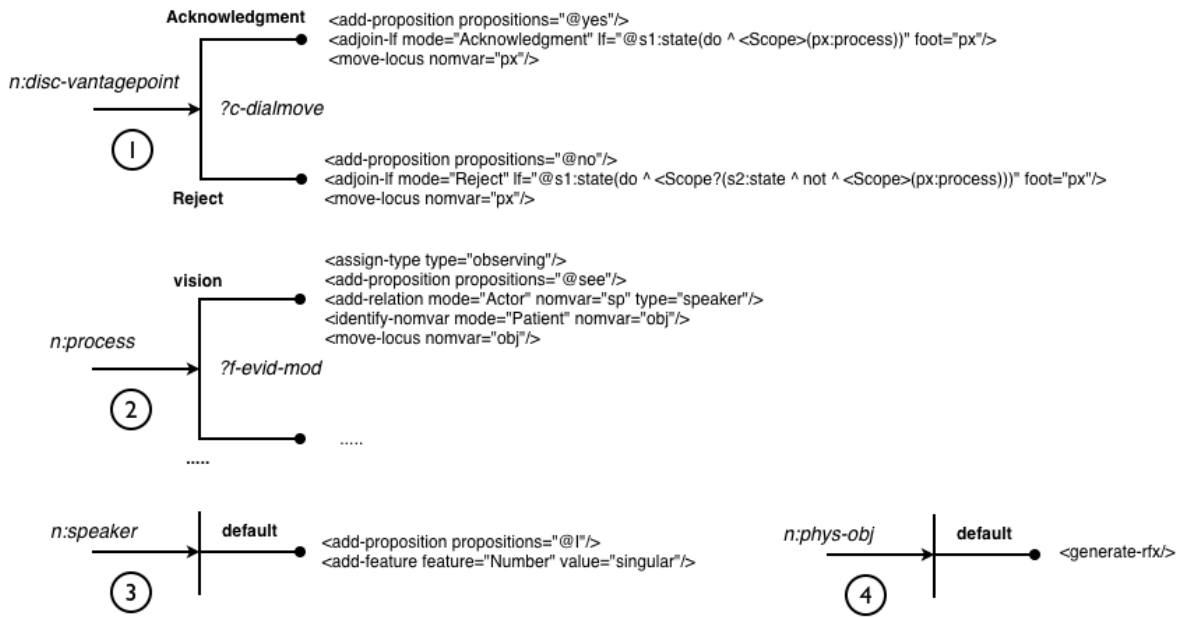 Acknowledgment
<add-proposition propositions="@yes"/>
<adjoin-lf mode="Acknowledgment" lf="@s1:state(do ^ <Scope>(px:process))" foot="px"/>
<move-locus nomvar="px"/>
n:disc-vantagepoint
?c-dialmove
1
<add-proposition propositions="@no"/>
<adjoin-lf mode="Reject" lf="@s1:state(do ^ <Scope?(s2:state ^ not ^ <Scope>(px:process)))" foot="px"/>
Reject
<move-locus nomvar="px"/>
<assign-type type="observing"/>
vision
<add-proposition propositions="@see"/>
<add-relation mode="Actor" nomvar="sp" type="speaker"/>
<identify-nomvar mode="Patient" nomvar="obj"/>
<move-locus nomvar="obj"/>
n:process
?f-evid-mod
2
.....
.....
n:speaker
default
<add-proposition propositions="@I"/>
<add-feature feature="Number" value="singular"/>
3
n:phys-obj
default
<generate-rfx/>
4